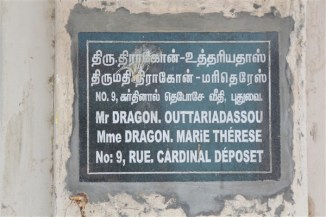 திரு.திராகோன்-உத்தரியதாஸ்
திருமதி.திராகோன்-மரிதெரேஸ்
NO. 9, கர்தினால் தெபோசே வீதி, புதுவை.
Mr DRAGON. OUTTARIADASSOU
Mme DRAGON. MARiE THÉRESE
No: 9, RUE. CARDINAL DÉPOSET